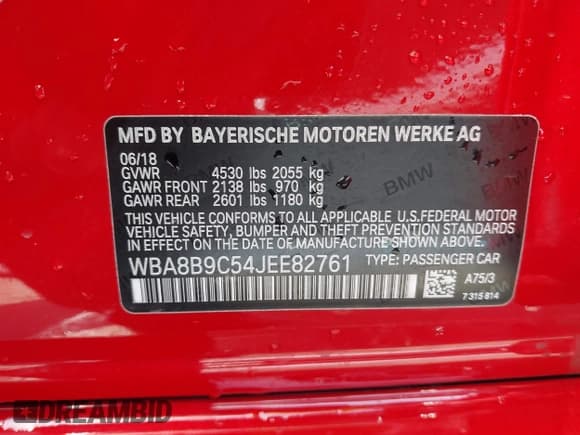 MFD BY BAYERISCHE MOTOREN WERKE AG
06/18
GVWR 4530 lbs 2055 kg
GAWR FRONT 2138 lbs 970 kg
GAWR REAR 2601 lbs 1180 kg
THIS VEHICLE CONFORMS TO ALL APPLICABLE U.S.FEDERAL MOTOR
VEHICLE SAFETY, BUMPER AND THEFT PREVENTION STANDARDS
IN EFFECT ON THE DATE OF MANUFACTURE SHOWN ABOVE.
WBA8B9C54JEE82761 TYPE: PASSENGER CAR
A75/3
7315814
BMW
DREAMBID